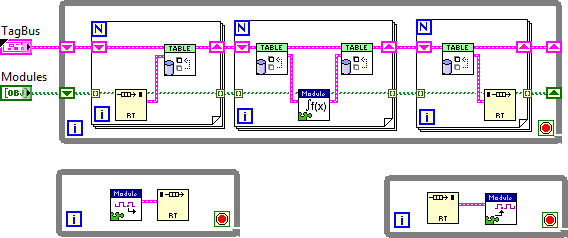 TagBus
Modules
N
N
N
TABLE
TABLE
TABLE
TABLE
RT
Module
∫f(x)
RT
i
i
i
i
Module
RT
i
RT
Module
i